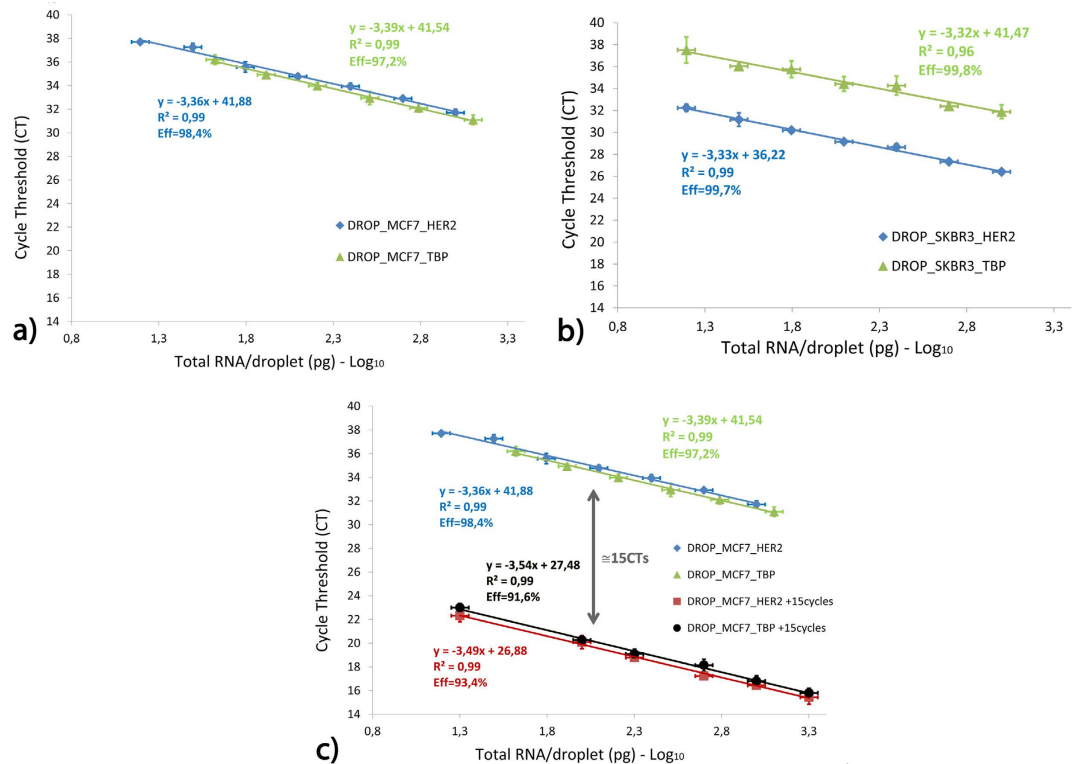 40
38
36
34
32
30
28
26
24
22
20
18
16
14
Cycle Threshold (CT)
y = -3,39x + 41,54
R² = 0,99
Eff=97,2%
y = -3,36x + 41,88
R² = 0,99
Eff=98,4%
DROP_MCF7_HER2
DROP_MCF7_TBP
0,8 1,3 1,8 2,3 2,8 3,3
Total RNA/droplet (pg) - Log₁₀
a)
40
38
36
34
32
30
28
26
24
22
20
18
16
14
Cycle Threshold (CT)
y = -3,32x + 41,47
R² = 0,96
Eff=99,8%
y = -3,33x + 36,22
R² = 0,99
Eff=99,7%
DROP_SKBR3_HER2
DROP_SKBR3_TBP
0,8 1,3 1,8 2,3 2,8 3,3
Total RNA/droplet (pg) - Log₁₀
b)
40
38
36
34
32
30
28
26
24
22
20
18
16
14
Cycle Threshold (CT)
y = -3,39x + 41,54
R² = 0,99
Eff=97,2%
y = -3,36x + 41,88
R² = 0,99
Eff=98,4%
≅15CTs
y = -3,54x + 27,48
R² = 0,99
Eff=91,6%
y = -3,49x + 26,88
R² = 0,99
Eff=93,4%
DROP_MCF7_HER2
DROP_MCF7_TBP
DROP_MCF7_HER2 +15cycles
DROP_MCF7_TBP +15cycles
0,8 1,3 1,8 2,3 2,8 3,3
Total RNA/droplet (pg) - Log₁₀
c)